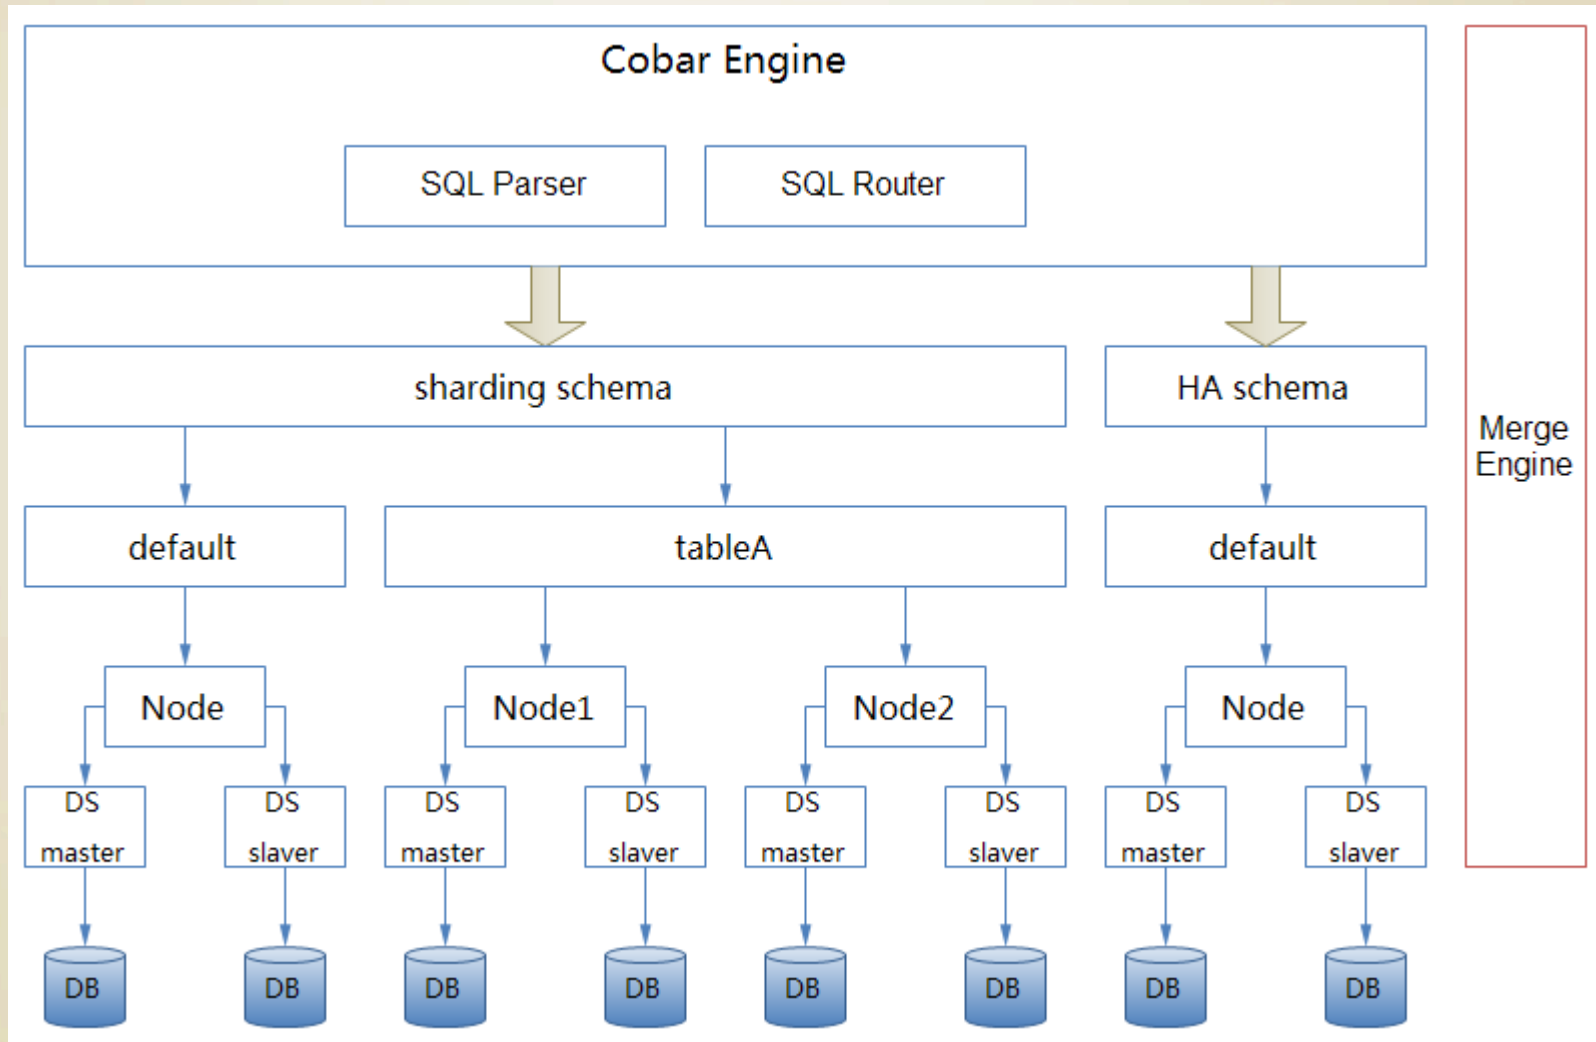 Cobar Engine
SQL Parser
SQL Router
sharding schema
HA schema
Merge
Engine
default
tableA
default
Node
Node1
Node2
Node
DS
master
DS
slaver
DS
master
DS
slaver
DS
master
DS
slaver
DS
master
DS
slaver
DB
DB
DB
DB
DB
DB
DB
DB